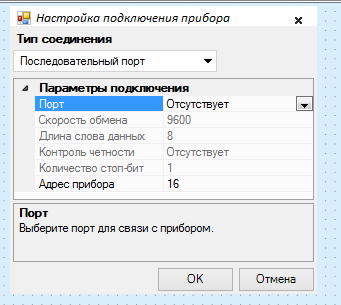 Настройка подключения прибора
Тип соединения
Последовательный порт
Параметры подключения
Порт Отсутствует
Скорость обмена 9600
Длина слова данных 8
Контроль четности Отсутствует
Количество стоп-бит 1
Адрес прибора 16
Порт
Выберите порт для связи с прибором.
OK Отмена